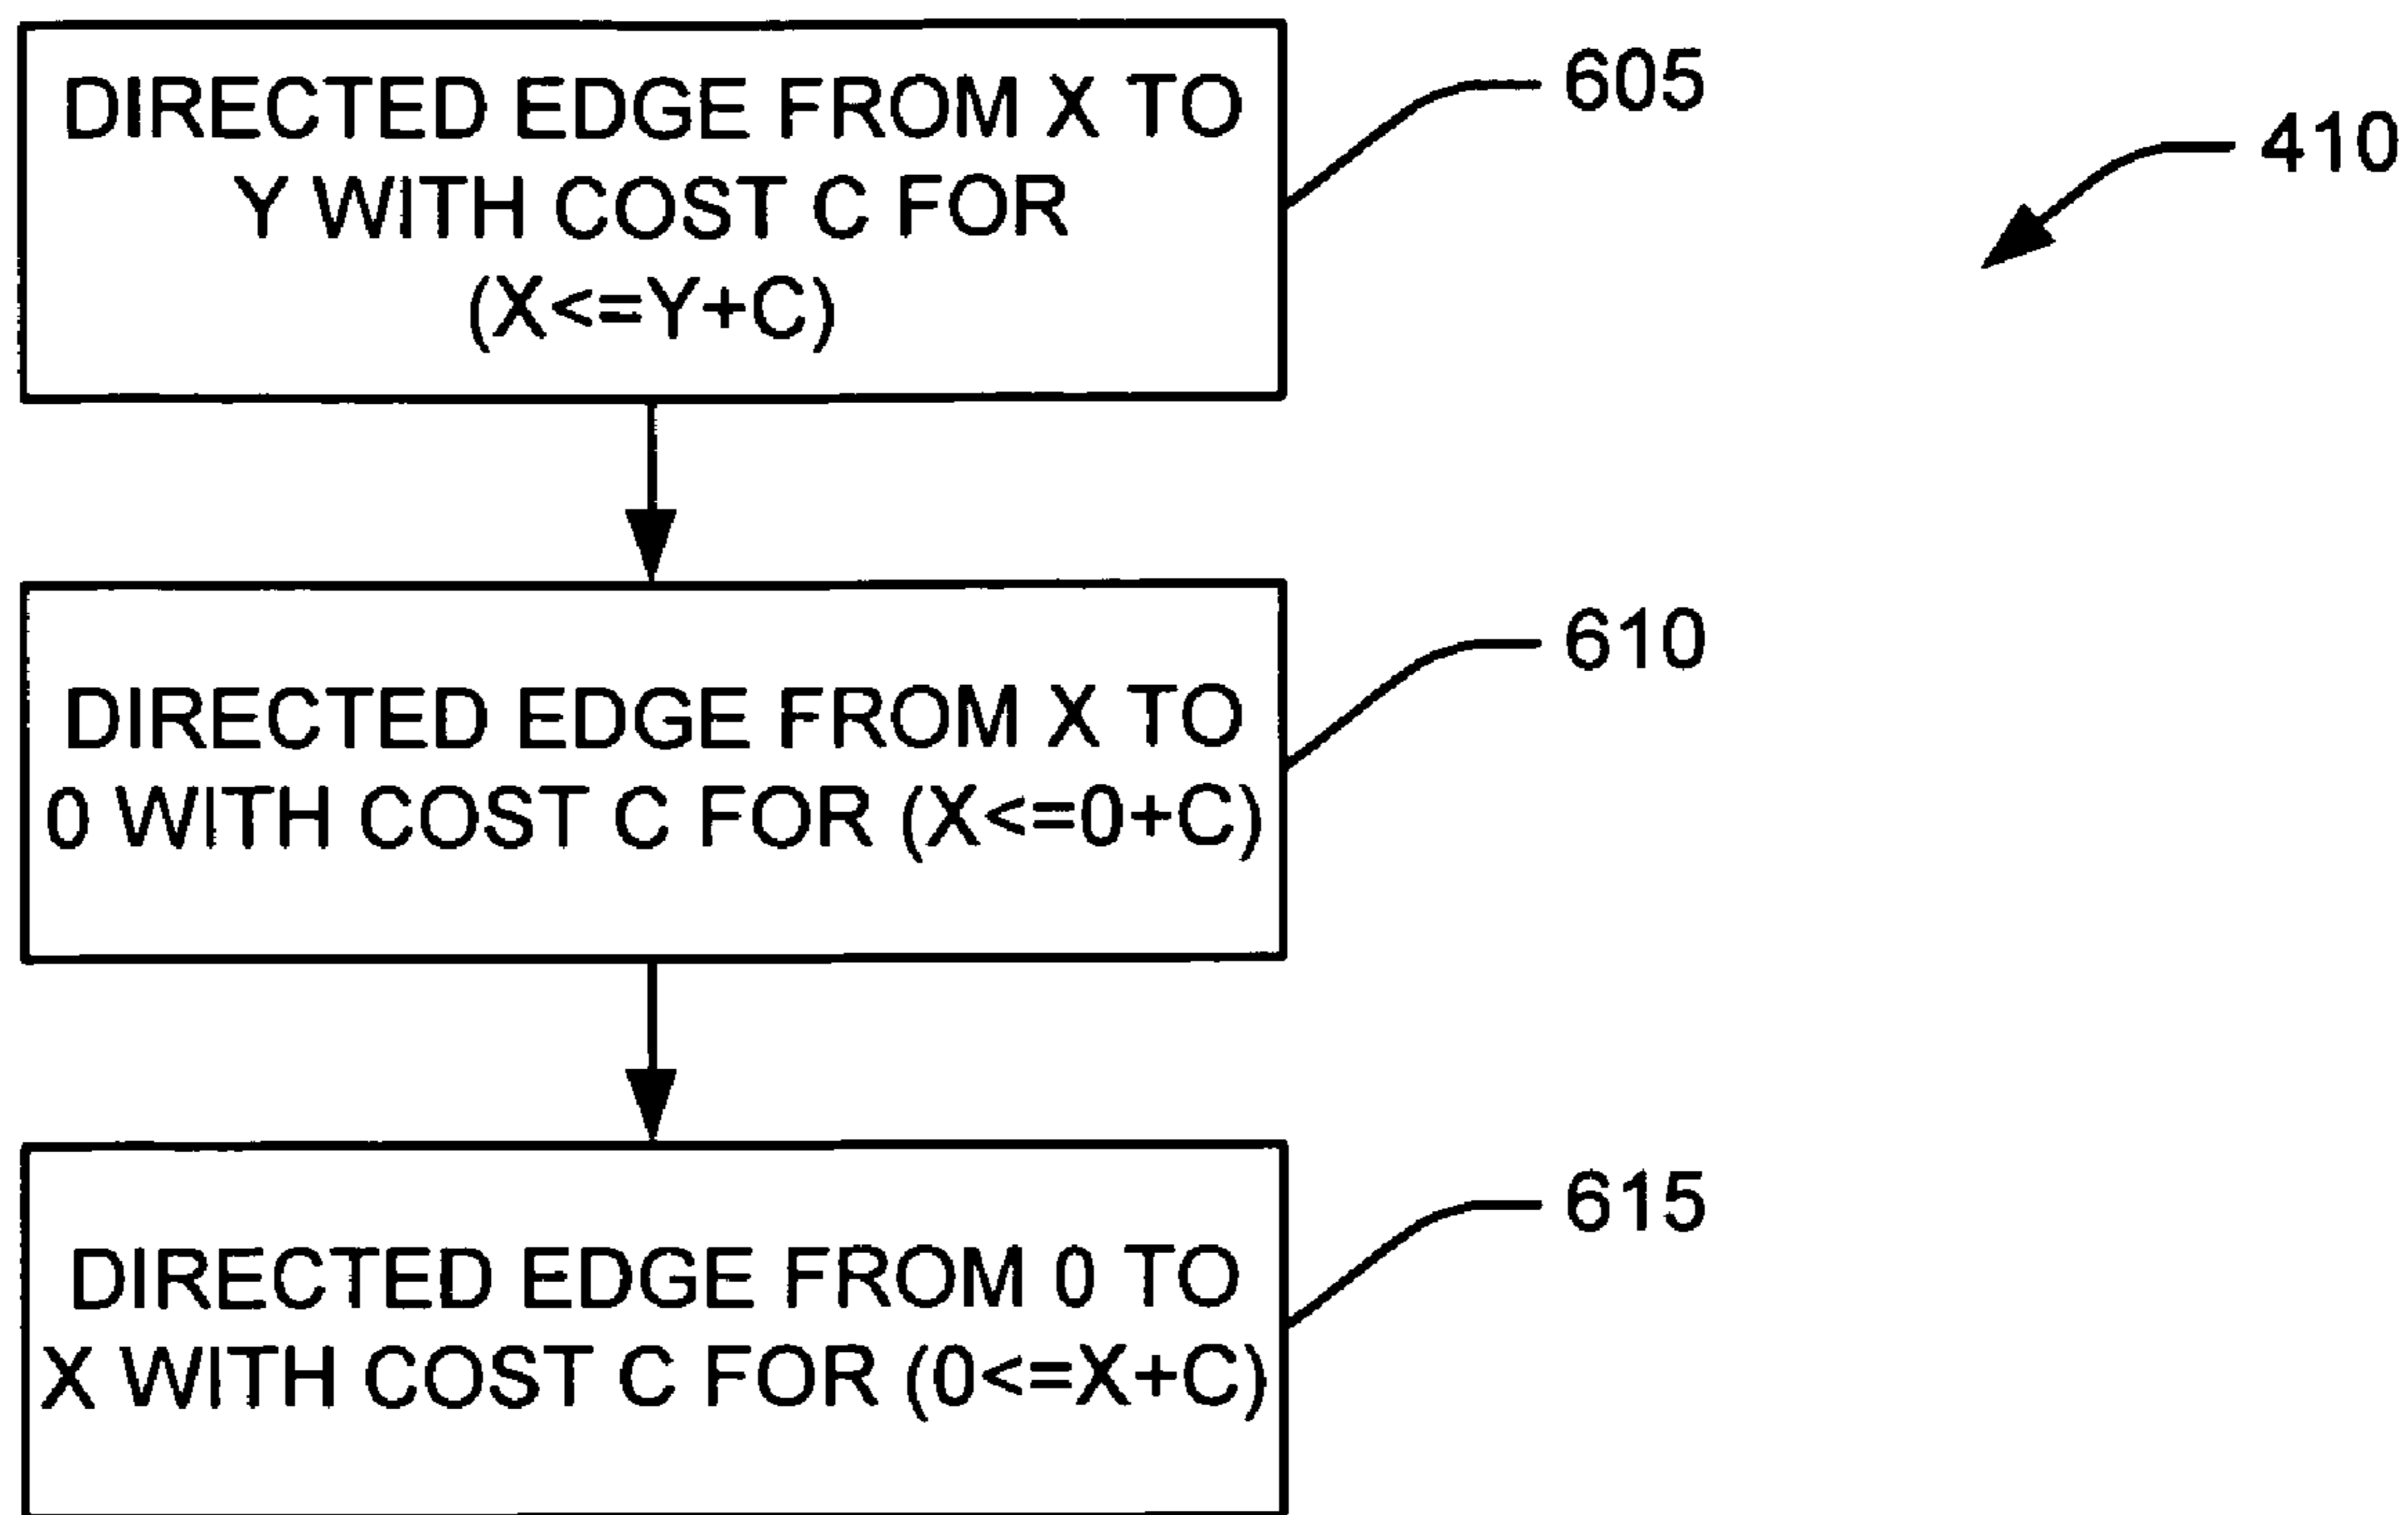 DIRECTED EDGE FROM X TO
Y WITH COST C FOR
(X<=Y+C)
605
410
DIRECTED EDGE FROM X TO
0 WITH COST C FOR (X<=0+C)
610
DIRECTED EDGE FROM 0 TO
X WITH COST C FOR (0<=X+C)
615